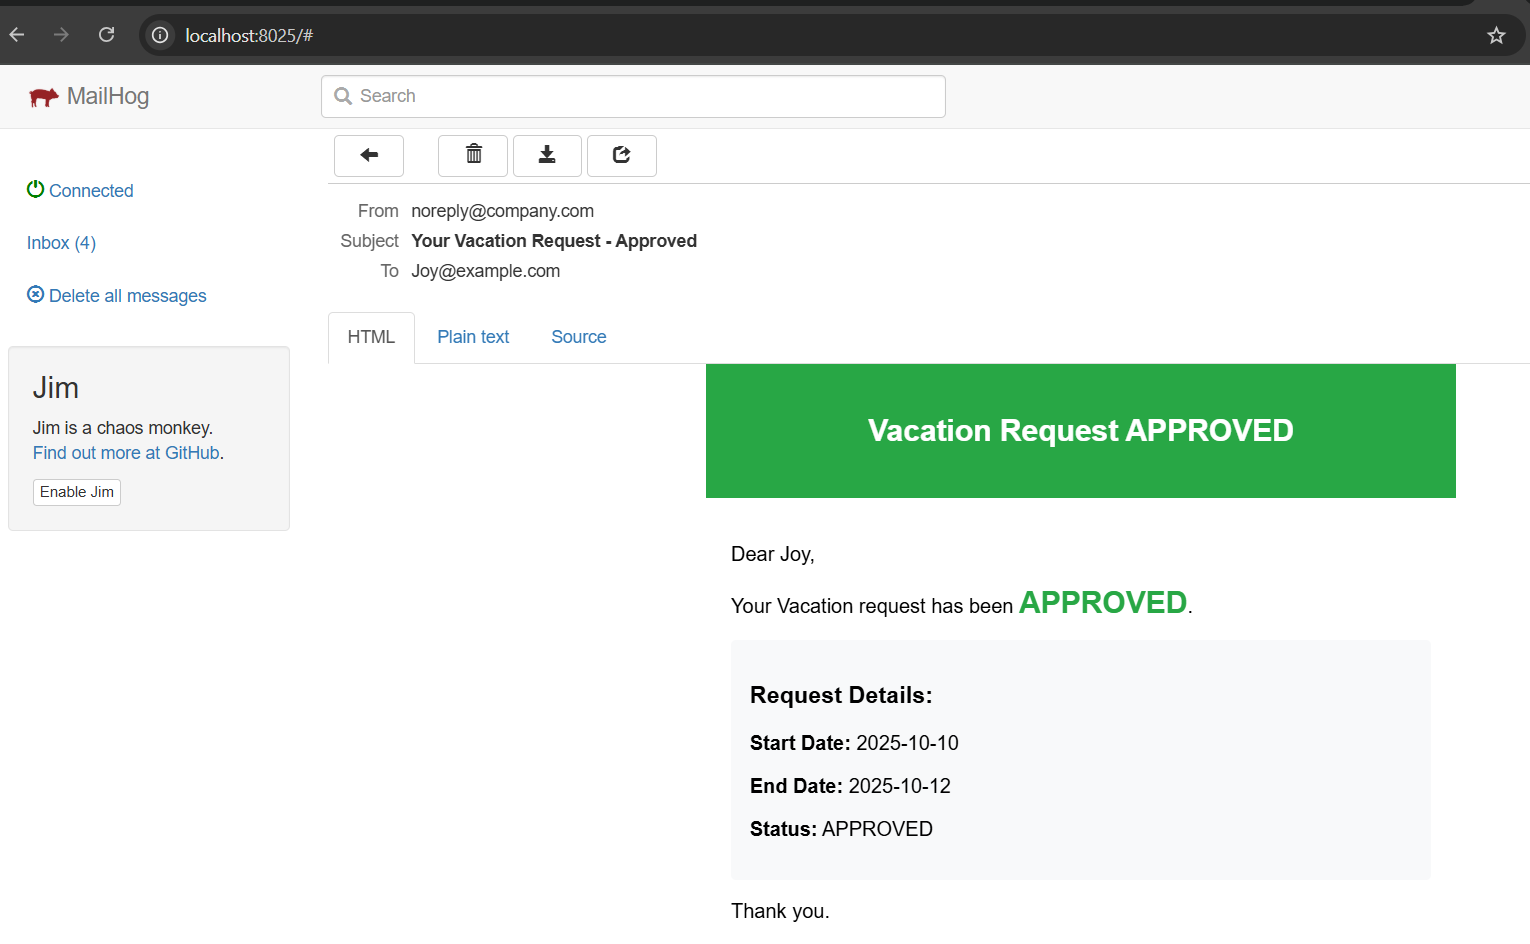 localhost:8025/#
MailHog
Search
Connected
Inbox (4)
Delete all messages
Jim
Jim is a chaos monkey.
Find out more at GitHub.
Enable Jim
From noreply@company.com
Subject Your Vacation Request - Approved
To Joy@example.com
HTML Plain text Source
Vacation Request APPROVED
Dear Joy,
Your Vacation request has been APPROVED.
Request Details:
Start Date: 2025-10-10
End Date: 2025-10-12
Status: APPROVED
Thank you.